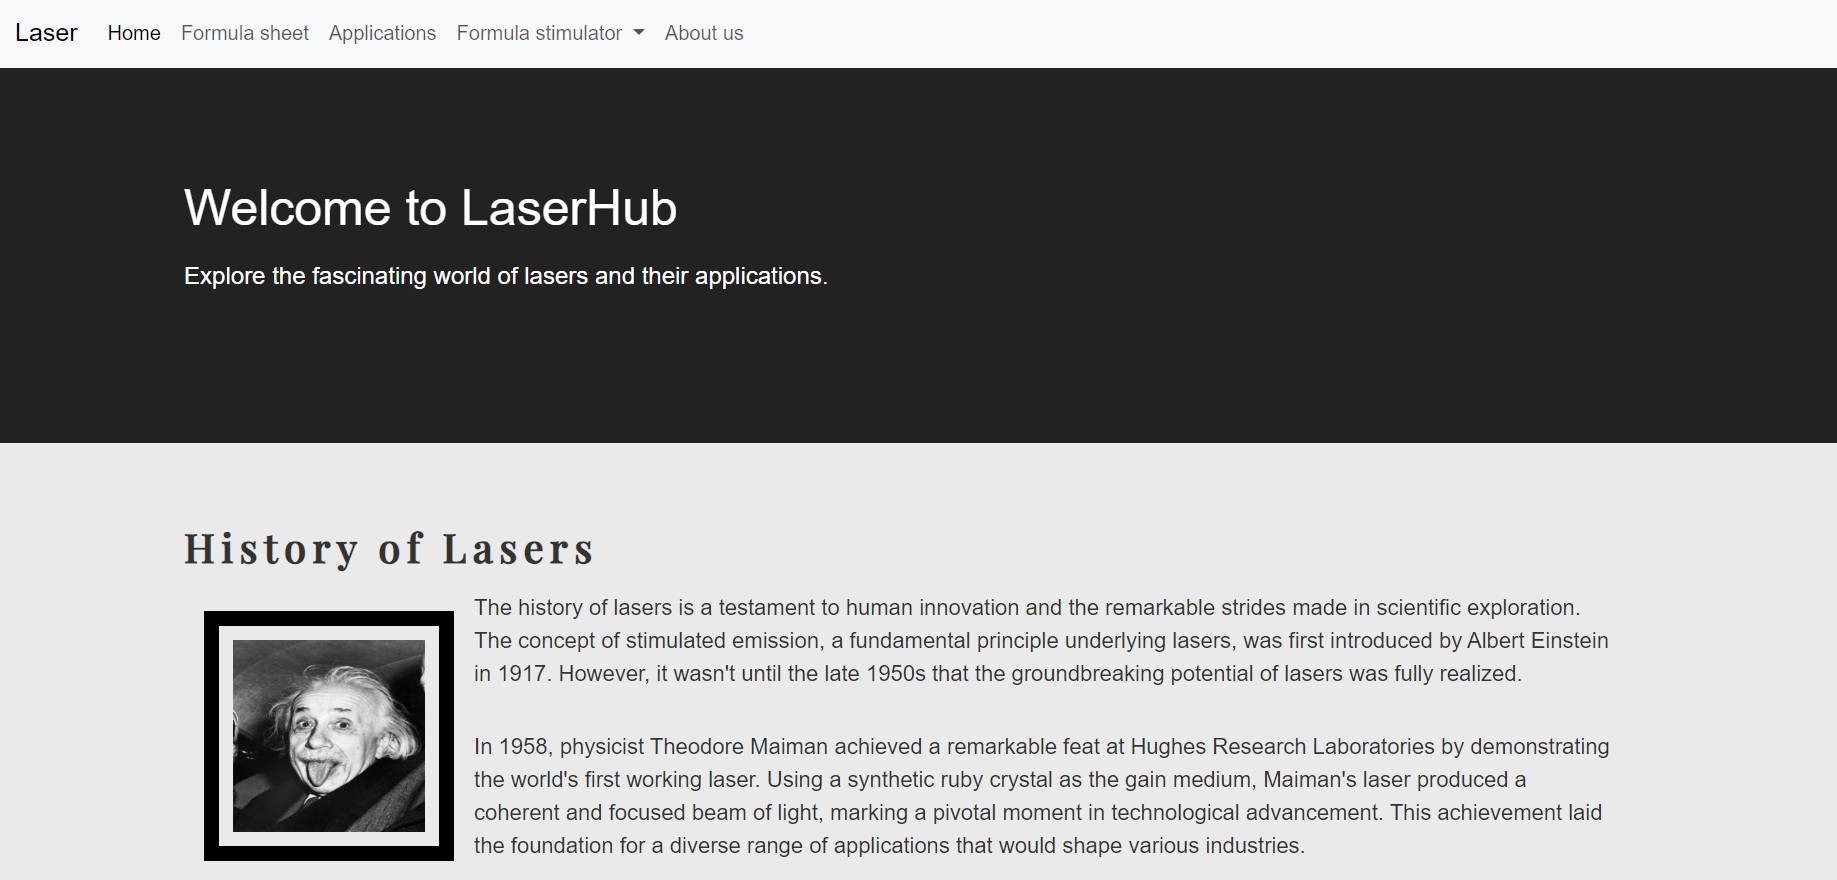 Laser Home Formula sheet Applications Formula stimulator About us
Welcome to LaserHub
Explore the fascinating world of lasers and their applications.
History of Lasers
The history of lasers is a testament to human innovation and the remarkable strides made in scientific exploration.
The concept of stimulated emission, a fundamental principle underlying lasers, was first introduced by Albert Einstein
in 1917. However, it wasn't until the late 1950s that the groundbreaking potential of lasers was fully realized.
In 1958, physicist Theodore Maiman achieved a remarkable feat at Hughes Research Laboratories by demonstrating
the world's first working laser. Using a synthetic ruby crystal as the gain medium, Maiman's laser produced a
coherent and focused beam of light, marking a pivotal moment in technological advancement. This achievement laid
the foundation for a diverse range of applications that would shape various industries.